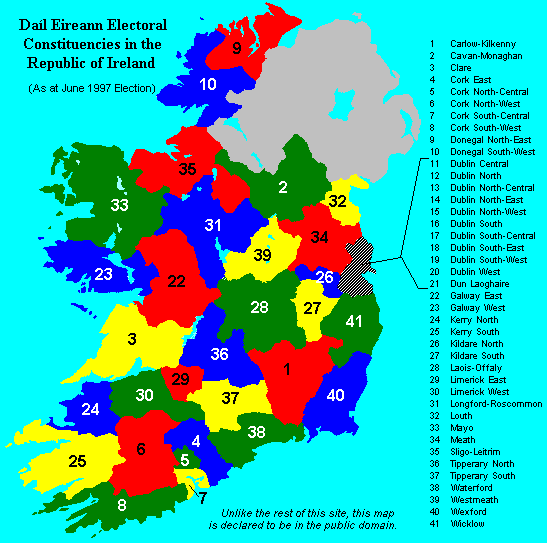 Dail Eireann Electoral
Constituencies in the
Republic of Ireland
(As at June 1997 Election)
1 Carlow-Kilkenny
2 Cavan-Monaghan
3 Clare
4 Cork East
5 Cork North-Central
6 Cork North-West
7 Cork South-Central
8 Cork South-West
9 Donegal North-East
10 Donegal South-West
11 Dublin Central
12 Dublin North
13 Dublin North-Central
14 Dublin North-East
15 Dublin North-West
16 Dublin South
17 Dublin South-Central
18 Dublin South-East
19 Dublin South-West
20 Dublin West
21 Dun Laoghaire
22 Galway East
23 Galway West
24 Kerry North
25 Kerry South
26 Kildare North
27 Kildare South
28 Laois-Offaly
29 Limerick East
30 Limerick West
31 Longford-Roscommon
32 Louth
33 Mayo
34 Meath
35 Sligo-Leitrim
36 Tipperary North
37 Tipperary South
38 Waterford
39 Westmeath
40 Wexford
41 Wicklow
9
10
35
2
33
32
31
34
39
23
26
22
28
27
41
3
36
1
29
30
37
40
24
38
4
6
5
25
7
8
Unlike the rest of this site, this map
is declared to be in the public domain.